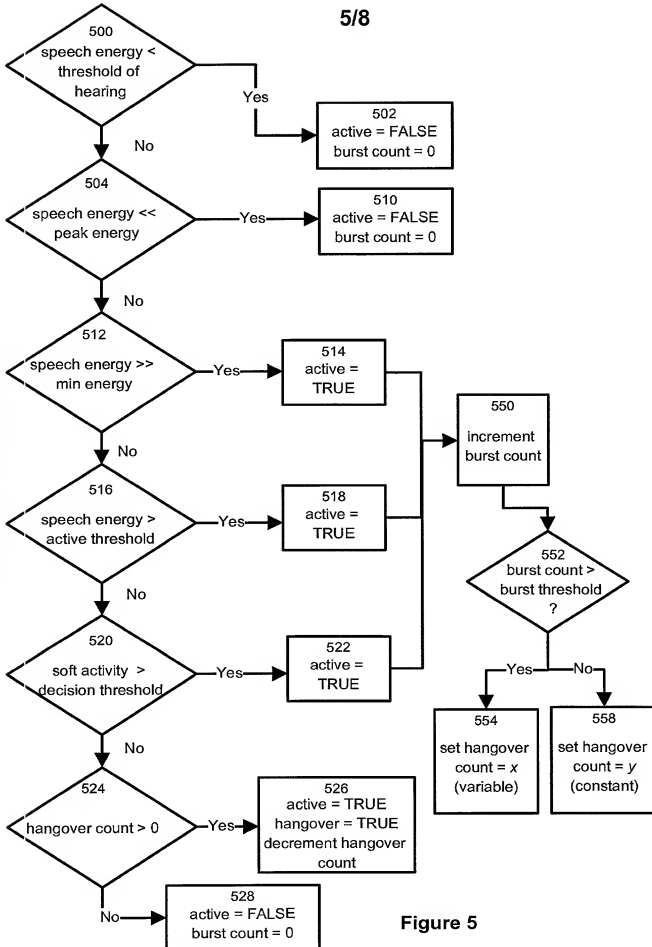 5/8
500
speech energy <
threshold of
hearing
Yes
502
active = FALSE
burst count = 0
No
504
speech energy <<
peak energy
Yes
510
active = FALSE
burst count = 0
No
512
speech energy >>
min energy
Yes
514
active =
TRUE
No
516
speech energy >
active threshold
Yes
518
active =
TRUE
No
520
soft activity >
decision threshold
Yes
522
active =
TRUE
No
550
increment
burst count
552
burst count >
burst threshold
?
Yes
No
554
set hangover
count = x
(variable)
558
set hangover
count = y
(constant)
524
hangover count > 0
Yes
526
active = TRUE
hangover = TRUE
decrement hangover
count
No
528
active = FALSE
burst count = 0
Figure 5